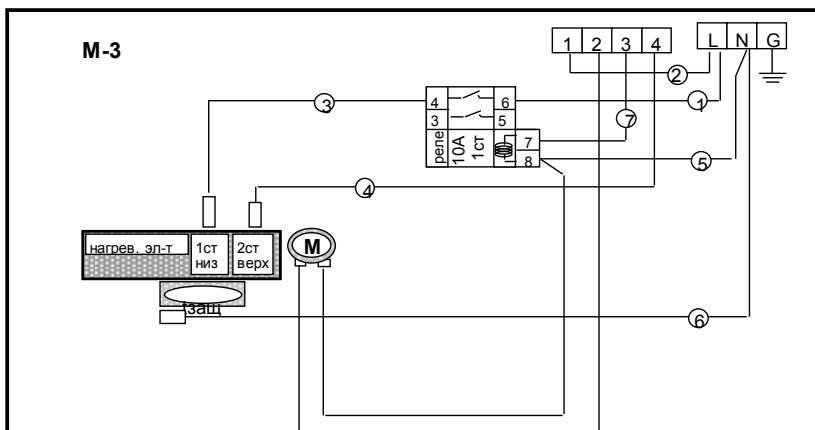 М-3
1 2 3 4
L N G
2
3
4 6
1
3 5
7
реле
10А
1ст
7
8
5
4
нагрев. эл-т
1ст
низ
2ст
верх
М
tзащ
6